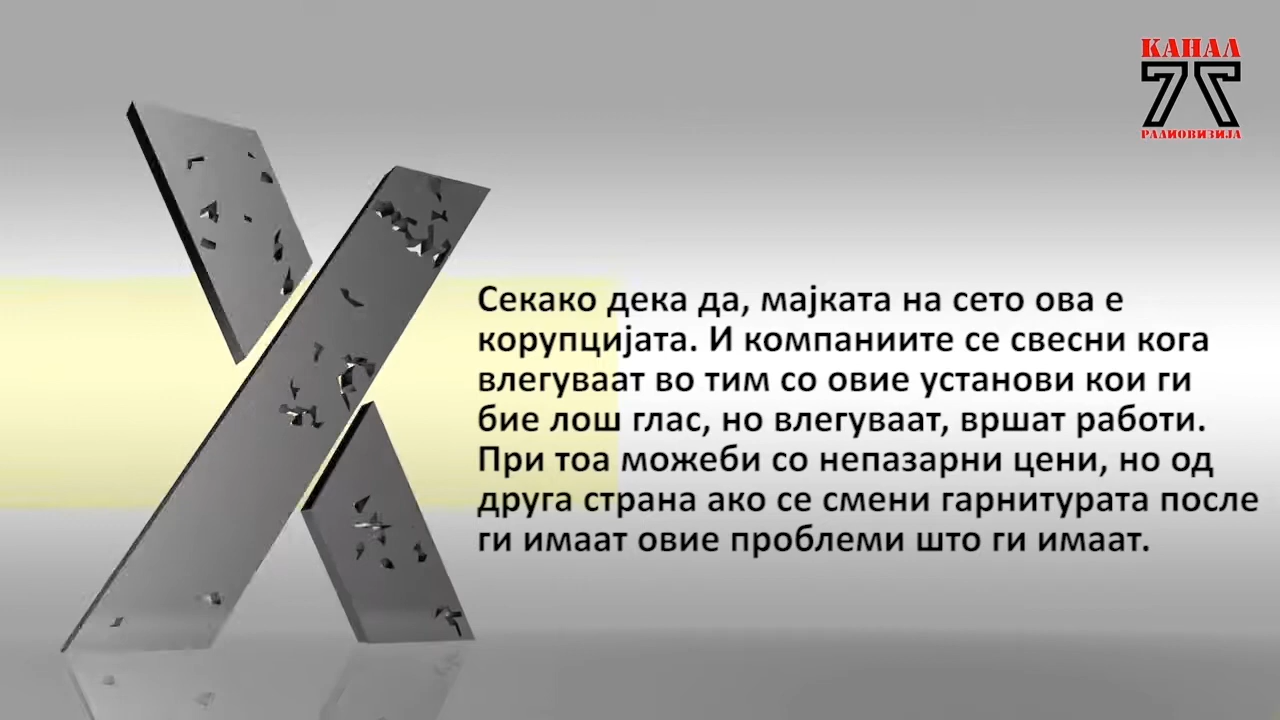 КАНАЛ
77
РАДИОВИЗИЈА
Секако дека да, мајката на сето ова е
корупцијата. И компаниите се свесни кога
влегуваат во тим со овие установи кои ги
бие лош глас, но влегуваат, вршат работи.
При тоа можеби со непазарни цени, но од
друга страна ако се смени гарнитурата после
ги имаат овие проблеми што ги имаат.